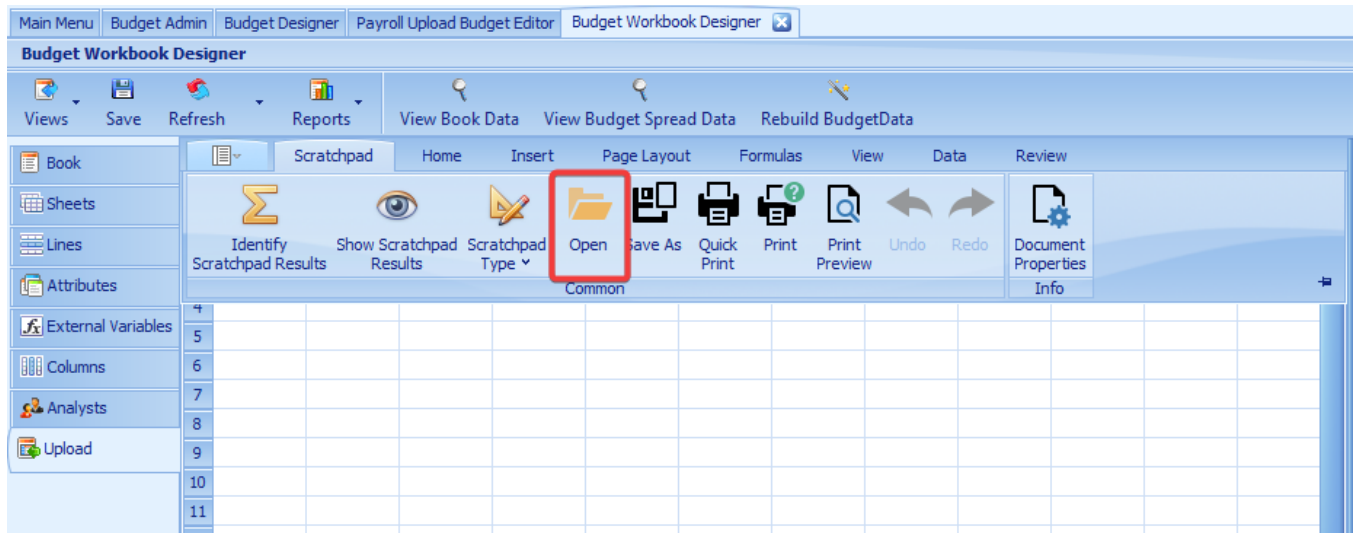 Main Menu Budget Admin Budget Designer Payroll Upload Budget Editor Budget Workbook Designer
Budget Workbook Designer
Views Save Refresh Reports View Book Data View Budget Spread Data Rebuild BudgetData
Book
Sheets
Lines
Attributes
External Variables
Columns
Analysts
Upload
Scratchpad Home Insert Page Layout Formulas View Data Review
Identify Scratchpad Results
Show Scratchpad Results
Scratchpad Type
Open
Save As
Quick Print
Print
Print Preview
Undo
Redo
Document Properties
Common Info
4
5
6
7
8
9
10
11